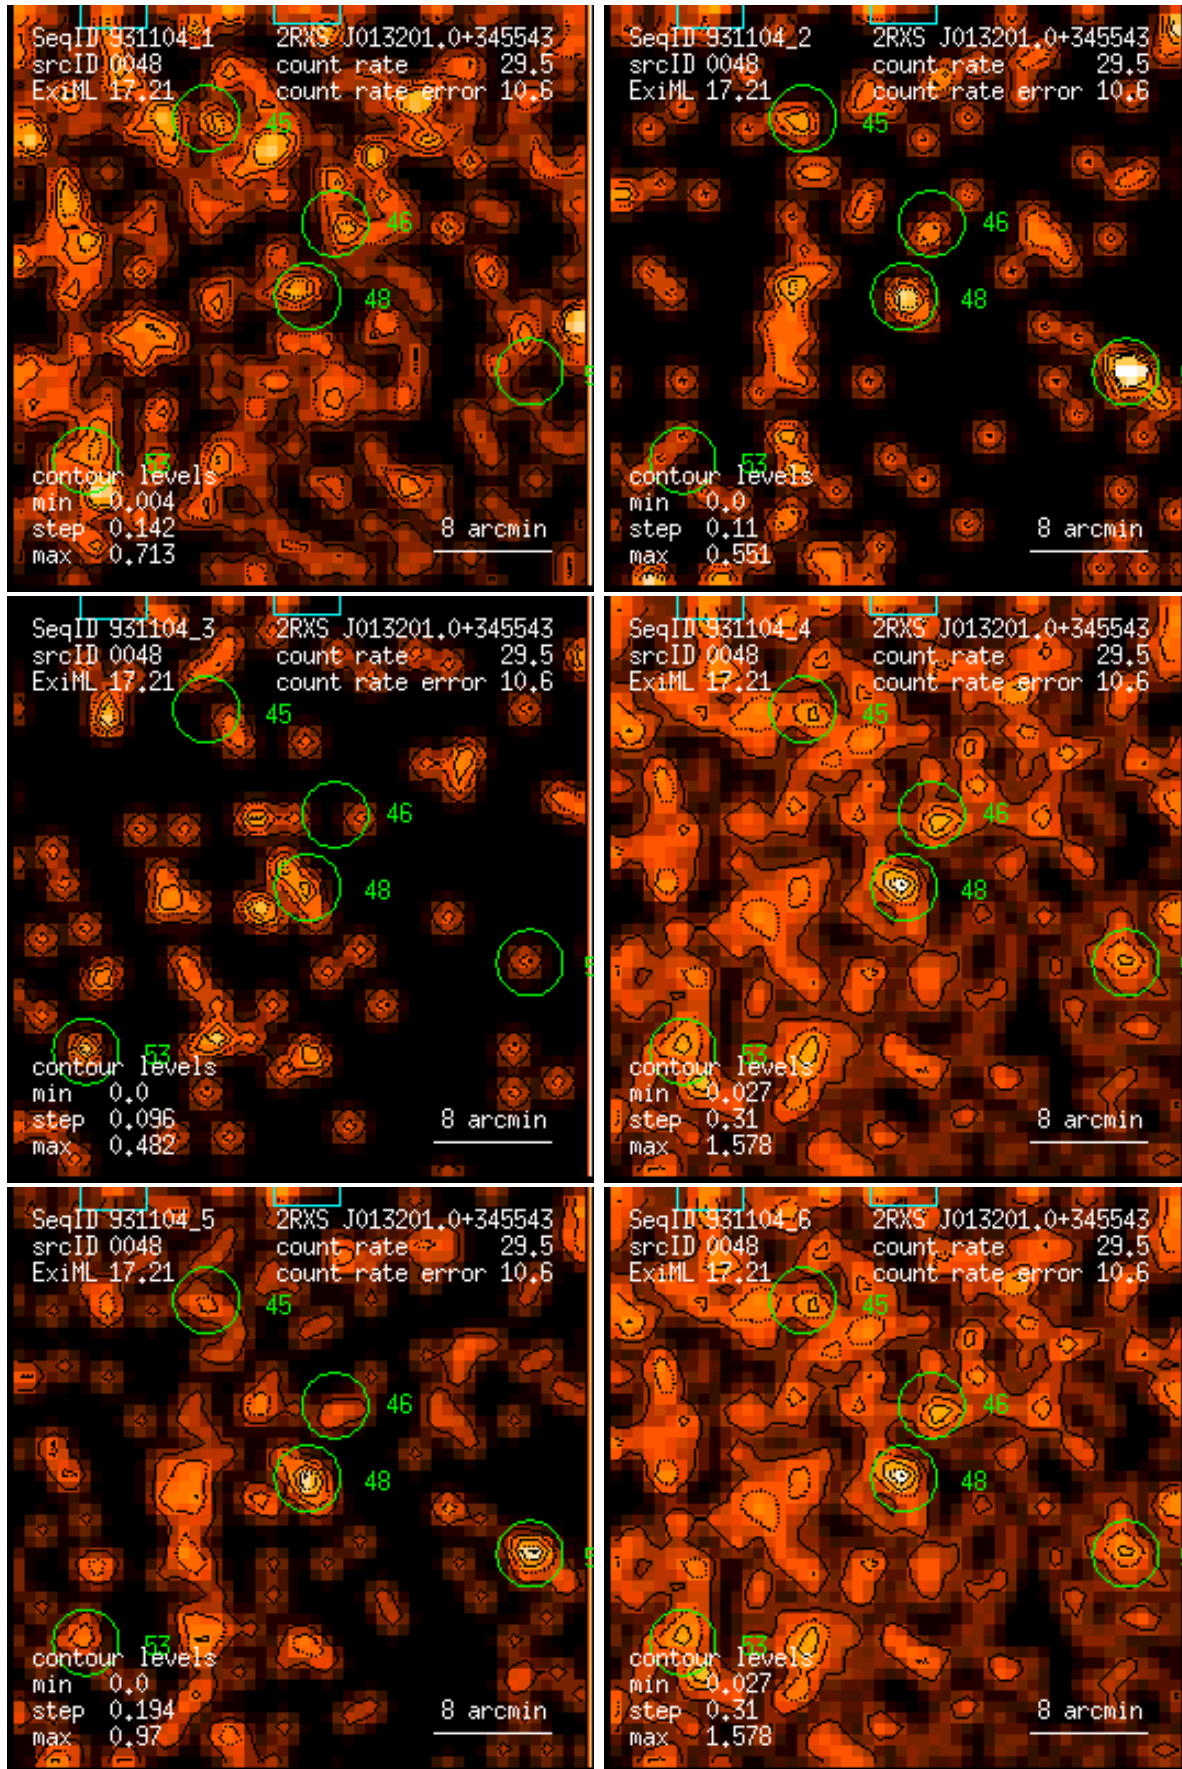 SeqID 931104_1 2RXS J013201.0+345543
srcID 0048 count rate 29.5
ExiML 17.21 count rate error 10.6
45
46
48
5
53
contour levels
min 0.004
step 0.142 8 arcmin
max 0.713
SeqID 931104_2 2RXS J013201.0+345543
srcID 0048 count rate 29.5
ExiML 17.21 count rate error 10.6
45
46
48
53
contour levels
min 0.0
step 0.11 8 arcmin
max 0.551
SeqID 931104_3 2RXS J013201.0+345543
srcID 0048 count rate 29.5
ExiML 17.21 count rate error 10.6
45
46
48
5
53
contour levels
min 0.0
step 0.096 8 arcmin
max 0.482
SeqID 931104_4 2RXS J013201.0+345543
srcID 0048 count rate 29.5
ExiML 17.21 count rate error 10.6
45
46
48
53
contour levels
min 0.027
step 0.31 8 arcmin
max 1.578
SeqID 931104_5 2RXS J013201.0+345543
srcID 0048 count rate 29.5
ExiML 17.21 count rate error 10.6
45
46
48
5
53
contour levels
min 0.0
step 0.194 8 arcmin
max 0.97
SeqID 931104_6 2RXS J013201.0+345543
srcID 0048 count rate 29.5
ExiML 17.21 count rate error 10.6
45
46
48
53
contour levels
min 0.027
step 0.31 8 arcmin
max 1.578